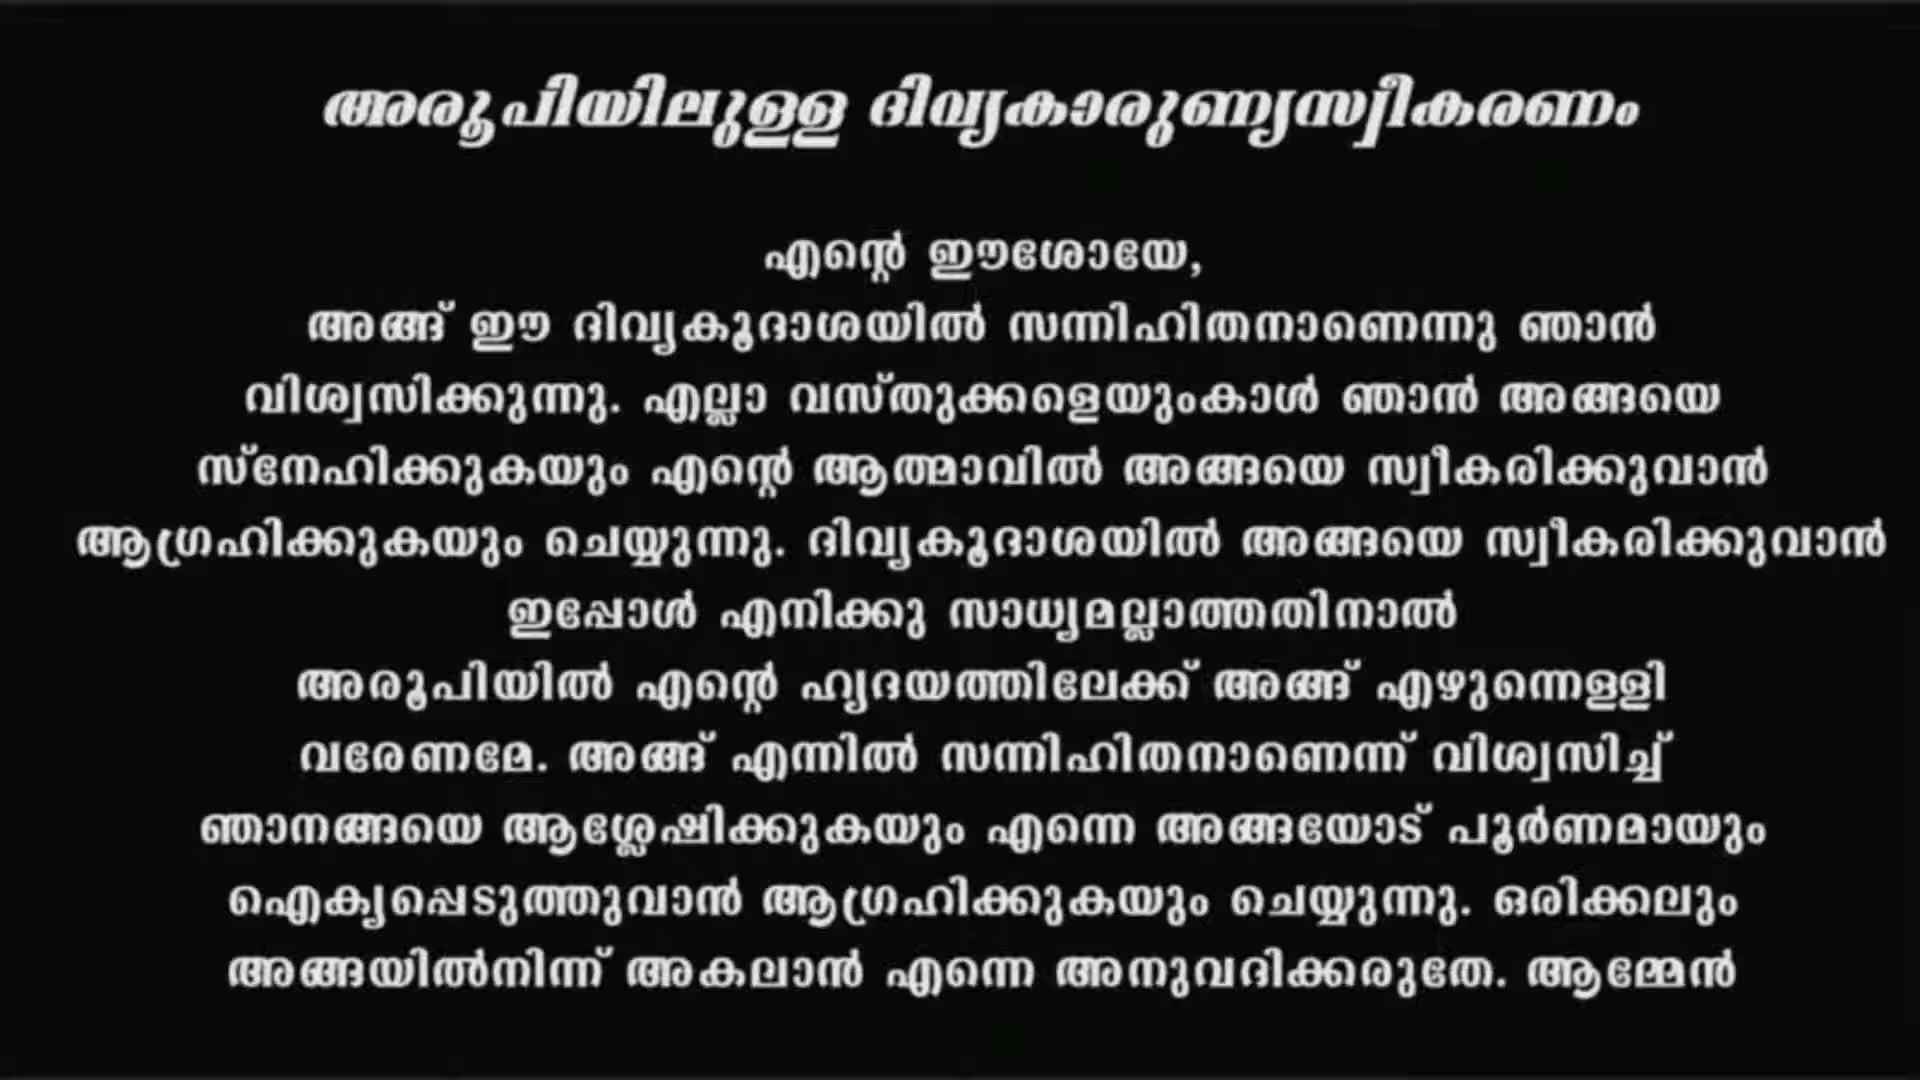 അരൂപിയിലുള്ള ദിവ്യകാരുണ്യസ്വീകരണം
എന്റെ ഈശോയേ,
അങ്ങ് ഈ ദിവ്യകൂദാശയിൽ സന്നിഹിതനാണെന്നു ഞാൻ
വിശ്വസിക്കുന്നു. എല്ലാ വസ്തുക്കളെയുംകാൾ ഞാൻ അങ്ങയെ
സ്നേഹിക്കുകയും എന്റെ ആത്മാവിൽ അങ്ങയെ സ്വീകരിക്കുവാൻ
ആഗ്രഹിക്കുകയും ചെയ്യുന്നു. ദിവ്യകൂദാശയിൽ അങ്ങയെ സ്വീകരിക്കുവാൻ
ഇപ്പോൾ എനിക്കു സാധ്യമല്ലാത്തതിനാൽ
അരൂപിയിൽ എന്റെ ഹൃദയത്തിലേക്ക് അങ്ങ് എഴുന്നെള്ളി
വരേണമേ. അങ്ങ് എന്നിൽ സന്നിഹിതനാണെന്ന് വിശ്വസിച്ച്
ഞാനങ്ങയെ ആശ്ലേഷിക്കുകയും എന്നെ അങ്ങയോട് പൂർണമായും
ഐക്യപ്പെടുത്തുവാൻ ആഗ്രഹിക്കുകയും ചെയ്യുന്നു. ഒരിക്കലും
അങ്ങയിൽനിന്ന് അകലാൻ എന്നെ അനുവദിക്കരുതേ. ആമ്മേൻ